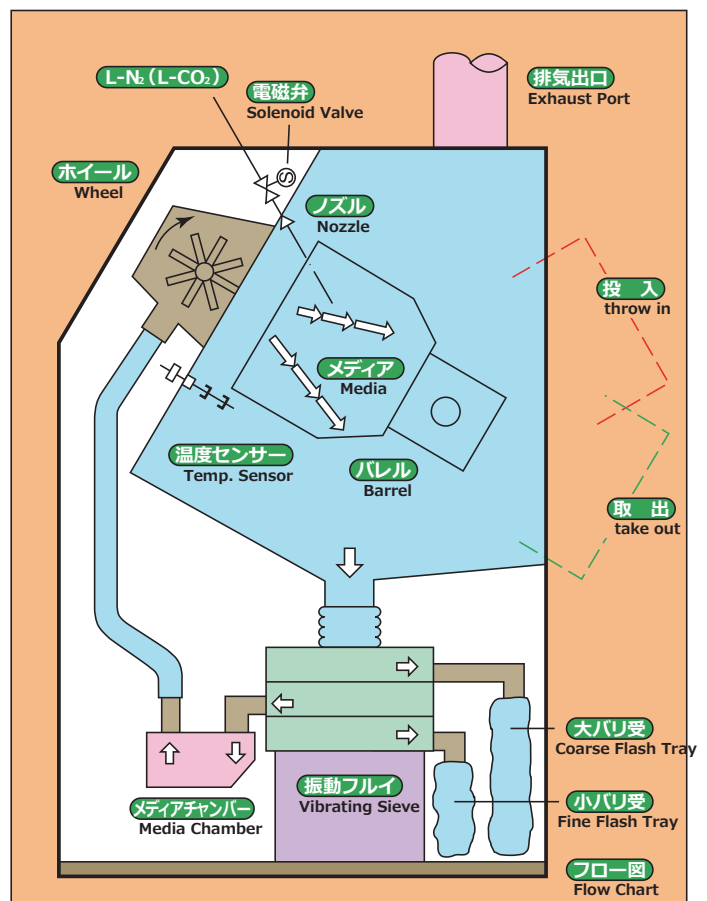 L-N₂(L-CO₂)
電磁弁
Solenoid Valve
排気出口
Exhaust Port
ホイール
Wheel
S
ノズル
Nozzle
投 入
throw in
メディア
Media
温度センサー
Temp. Sensor
バレル
Barrel
取 出
take out
大バリ受
Coarse Flash Tray
振動フルイ
Vibrating Sieve
小バリ受
Fine Flash Tray
メディアチャンバー
Media Chamber
フロー図
Flow Chart